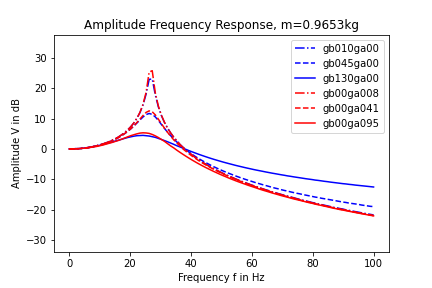 Amplitude Frequency Response, m=0.9653kg
gb010ga00
gb045ga00
gb130ga00
gb00ga008
gb00ga041
gb00ga095
Amplitude V in dB
30
20
10
0
−10
−20
−30
0 20 40 60 80 100
Frequency f in Hz